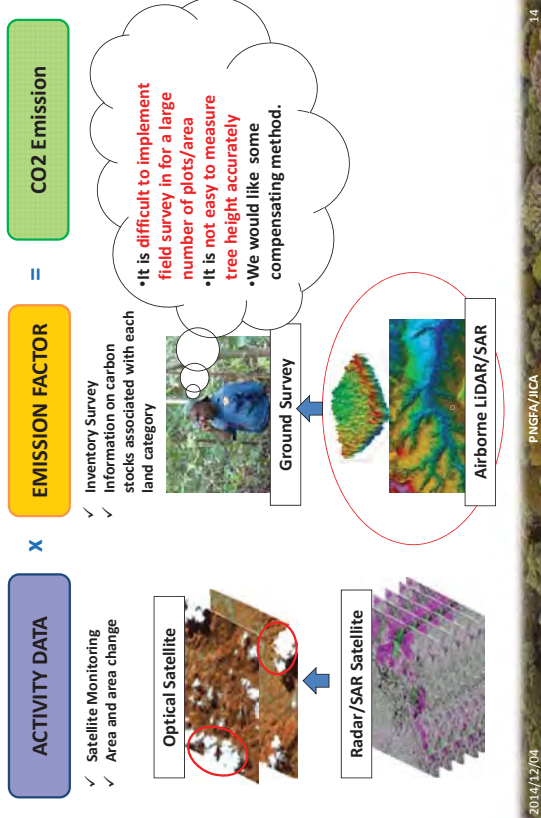 ACTIVITY DATA
x
EMISSION FACTOR
=
CO2 Emission
✓ Satellite Monitoring
✓ Area and area change
Optical Satellite
Radar/SAR Satellite
✓ Inventory Survey
✓ Information on carbon
stocks associated with each
land category
Ground Survey
Airborne LiDAR/SAR
•It is difficult to implement
field survey in for a large
number of plots/area
•It is not easy to measure
tree height accurately
•We would like some
compensating method.
2014/12/04
PNGFA/JICA
14